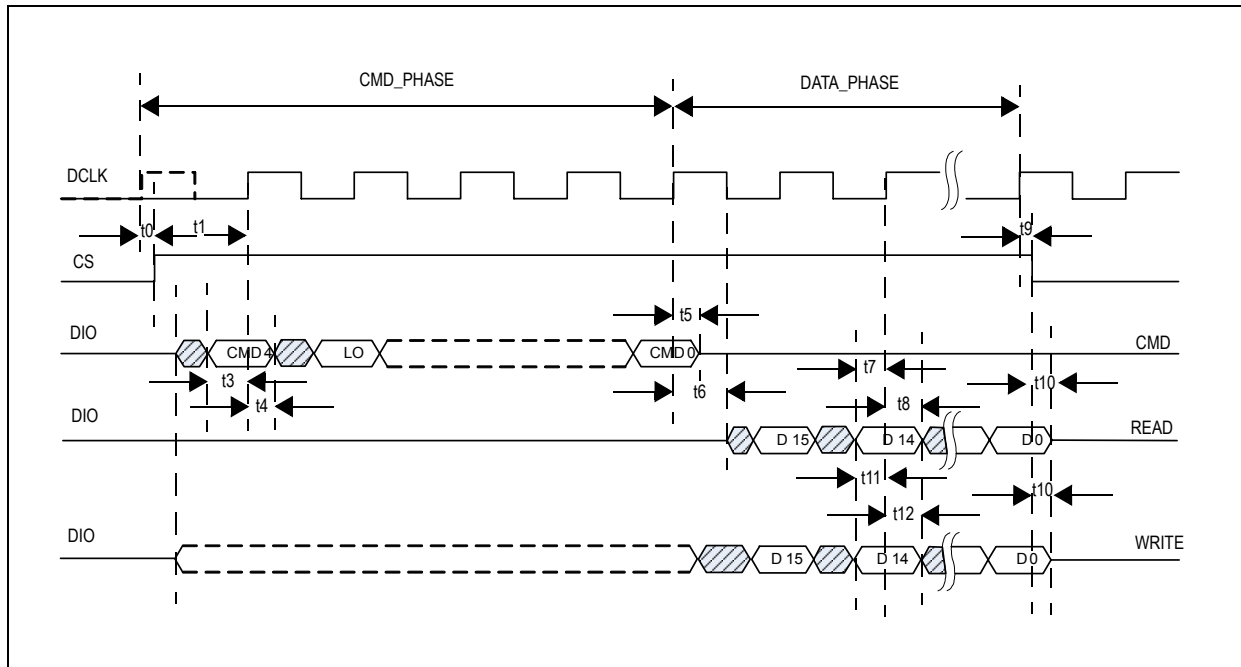 CMD_PHASE DATA_PHASE
DCLK
t0 t1 t9
CS
t5
DIO CMD 4 LO CMD 0 t7 CMD
t3 t6 t10
t4 t8
DIO D 15 D 14 D 0 READ
t11 t10
t12
DIO D 15 D 14 D 0 WRITE